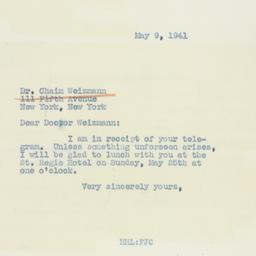 May 9, 1941
Dr. Chaim Weizmann
111 Fifth Avenue
New York, New York
Dear Doctor Weizmann:
I am in receipt of your tele-
gram. Unless something unforseen arises,
I will be glad to lunch with you at the
St. Regis Hotel on Sunday, May 25th at
one o'clock.
Very sincerely yours,
HHL:FJC